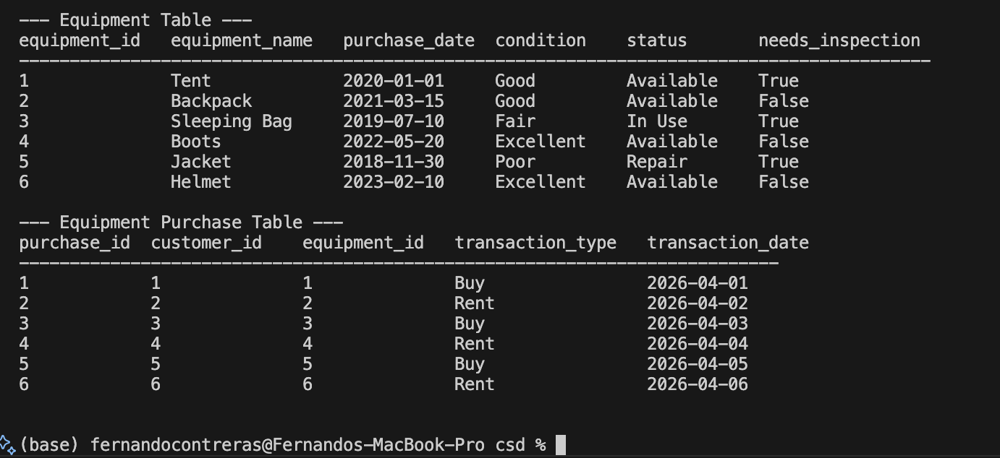 --- Equipment Table ---
equipment_id   equipment_name   purchase_date  condition    status       needs_inspection
------------------------------------------------------------------------------------------
1              Tent             2020-01-01     Good         Available    True
2              Backpack         2021-03-15     Good         Available    False
3              Sleeping Bag     2019-07-10     Fair         In Use       True
4              Boots            2022-05-20     Excellent    Available    False
5              Jacket           2018-11-30     Poor         Repair       True
6              Helmet           2023-02-10     Excellent    Available    False

--- Equipment Purchase Table ---
purchase_id  customer_id    equipment_id   transaction_type   transaction_date
---------------------------------------------------------------------------
1            1              1              Buy                2026-04-01
2            2              2              Rent               2026-04-02
3            3              3              Buy                2026-04-03
4            4              4              Rent               2026-04-04
5            5              5              Buy                2026-04-05
6            6              6              Rent               2026-04-06

(base) fernandocontreras@Fernandos-MacBook-Pro csd %